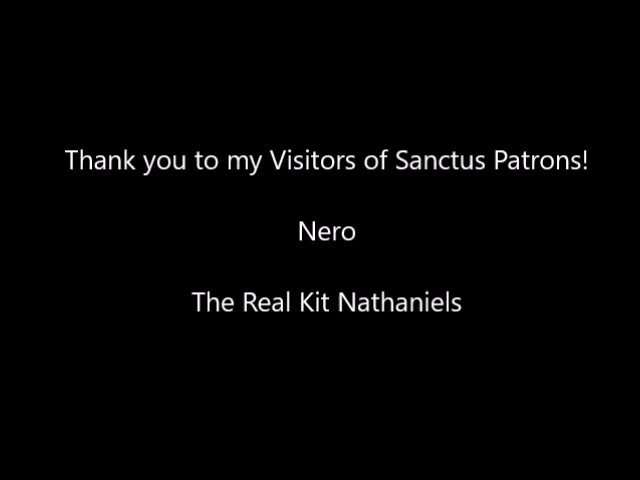 Thank you to my Visitors of Sanctus Patrons!
Nero
The Real Kit Nathaniels